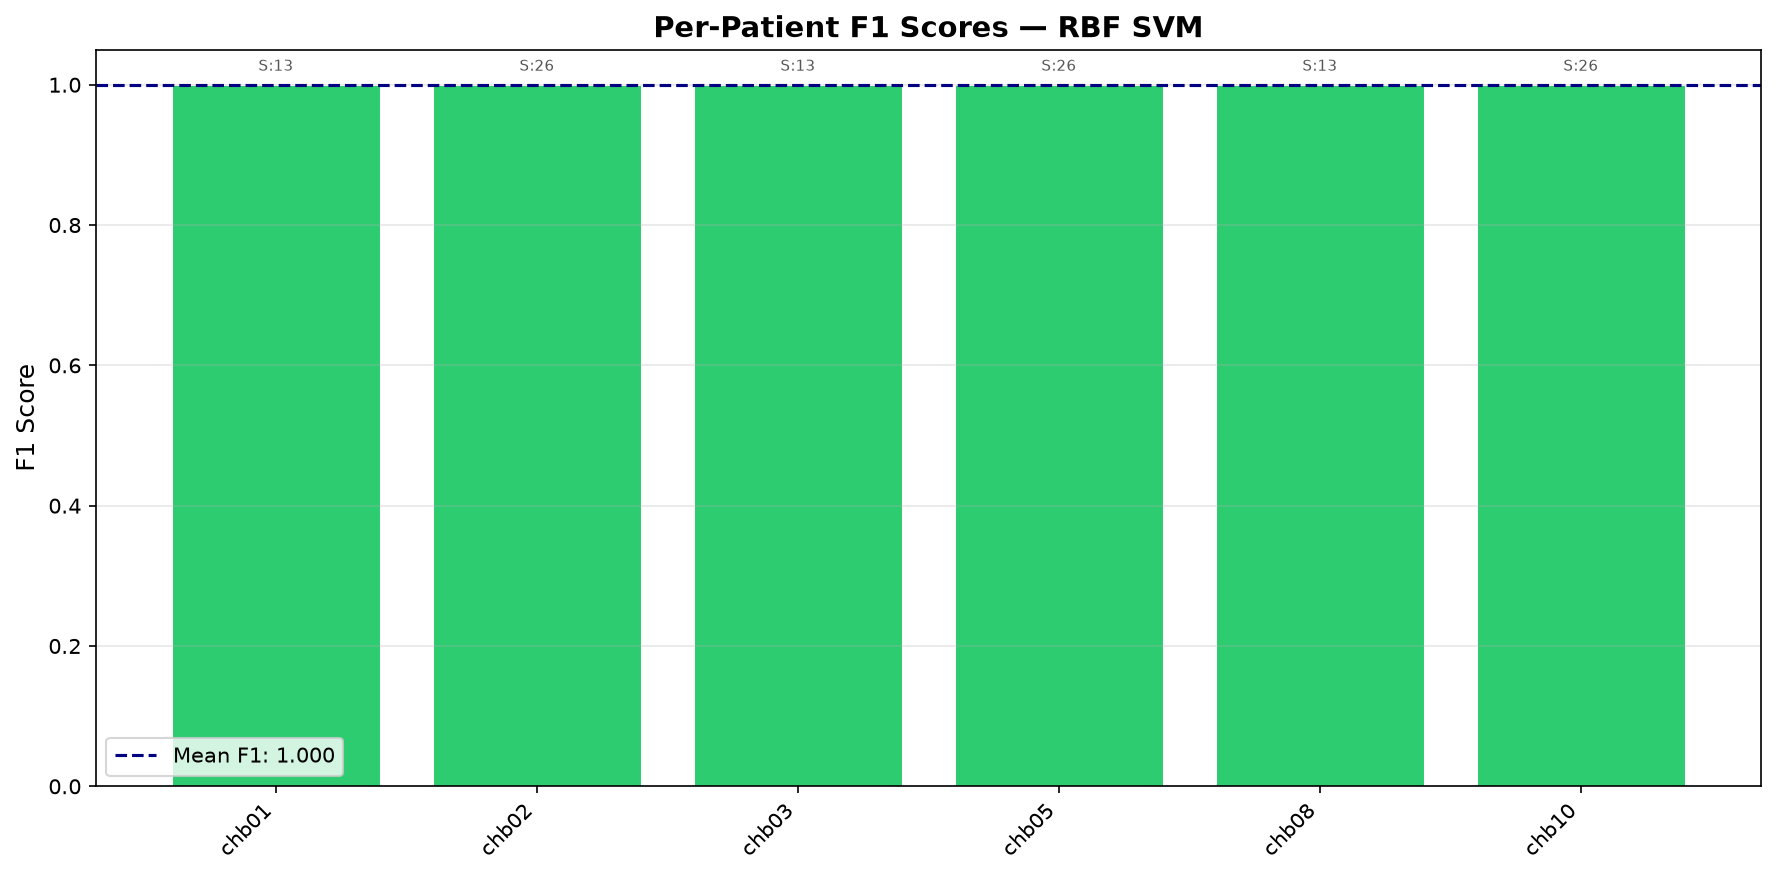 Per-Patient F1 Scores — RBF SVM
S:13 S:26 S:13 S:26 S:13 S:26
1.0
0.8
0.6
0.4
0.2
0.0
F1 Score
Mean F1: 1.000
chb01 chb02 chb03 chb05 chb08 chb10